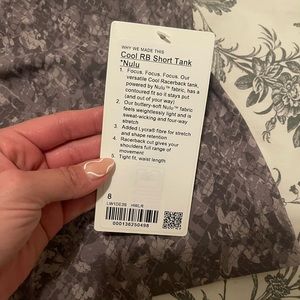 WHY WE MADE THIS
Cool RB Short Tank
*Nulu
1. Focus. Focus. Focus. Our
versatile Cool Racerback tank,
powered by Nulu™ fabric, has a
contoured fit so it stays put
(and out of your way)
2. Our buttery-soft Nulu™ fabric
feels weightlessly light and is
sweat-wicking and four-way
stretch
3. Added Lycra® fibre for stretch
and shape retention
4. Racerback cut gives your
shoulders full range of
movement
5. Tight fit, waist length
8
LW1DE3S HWLR
000136250498